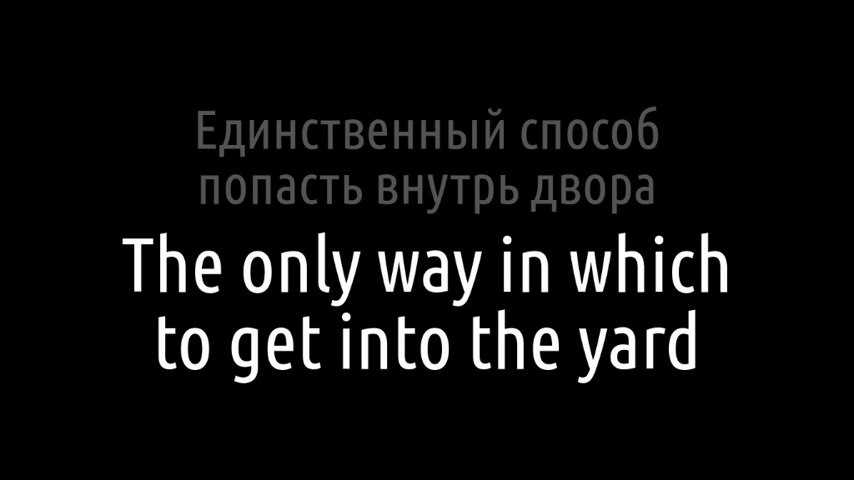 Единственный способ
попасть внутрь двора
The only way in which
to get into the yard